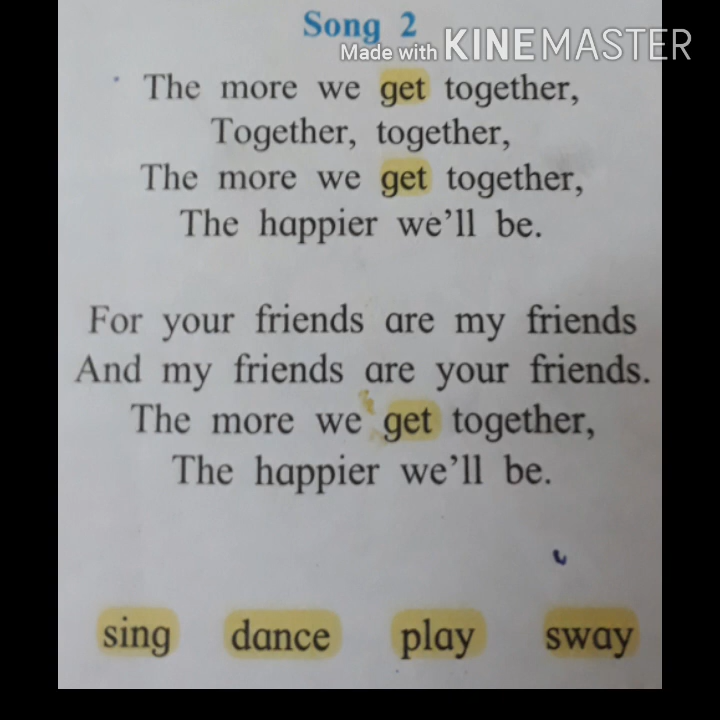 Song 2
Made with KINEMASTER
The more we get together,
Together, together,
The more we get together,
The happier we'll be.
For your friends are my friends
And my friends are your friends.
The more we get together,
The happier we'll be.
sing dance play sway